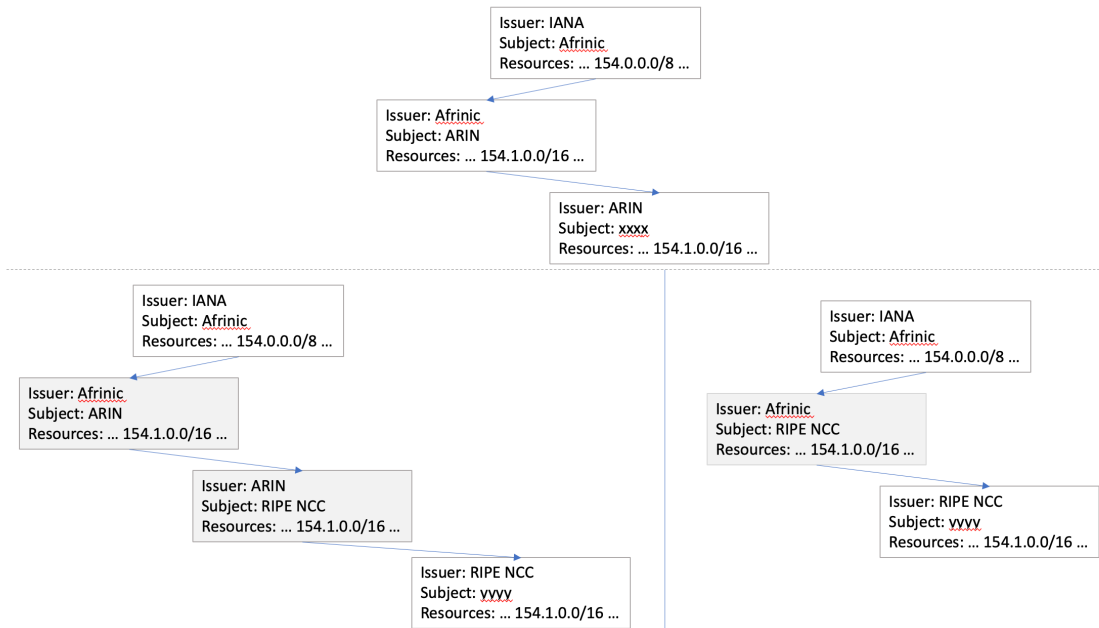 Issuer: IANA
Subject: Afrinic
Resources: ... 154.0.0.0/8 ...
Issuer: Afrinic
Subject: ARIN
Resources: ... 154.1.0.0/16 ...
Issuer: ARIN
Subject: xxxx
Resources: ... 154.1.0.0/16 ...
Issuer: IANA
Subject: Afrinic
Resources: ... 154.0.0.0/8 ...
Issuer: Afrinic
Subject: ARIN
Resources: ... 154.1.0.0/16 ...
Issuer: ARIN
Subject: RIPE NCC
Resources: ... 154.1.0.0/16 ...
Issuer: RIPE NCC
Subject: yyyy
Resources: ... 154.1.0.0/16 ...
Issuer: IANA
Subject: Afrinic
Resources: ... 154.0.0.0/8 ...
Issuer: Afrinic
Subject: RIPE NCC
Resources: ... 154.1.0.0/16 ...
Issuer: RIPE NCC
Subject: yyyy
Resources: ... 154.1.0.0/16 ...